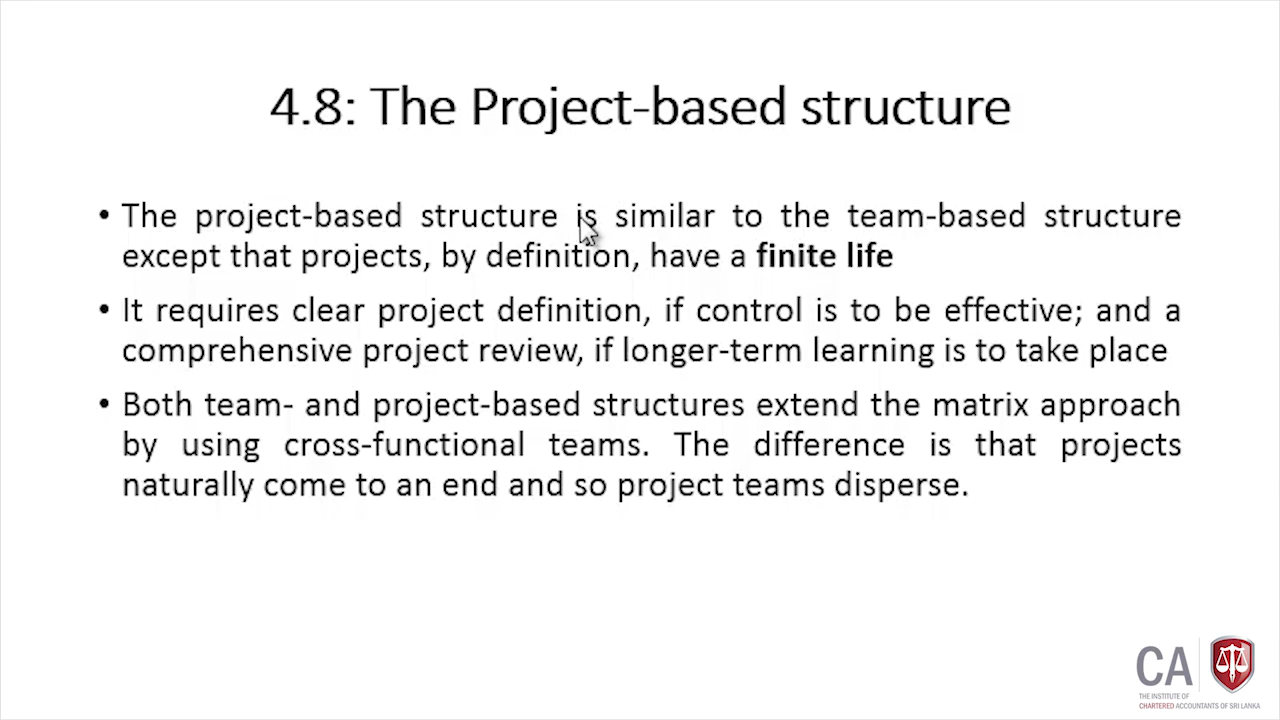 4.8: The Project-based structure
• The project-based structure is similar to the team-based structure
except that projects, by definition, have a finite life
• It requires clear project definition, if control is to be effective; and a
comprehensive project review, if longer-term learning is to take place
• Both team- and project-based structures extend the matrix approach
by using cross-functional teams. The difference is that projects
naturally come to an end and so project teams disperse.
CA
THE INSTITUTE OF
CHARTERED ACCOUNTANTS OF SRI LANKA